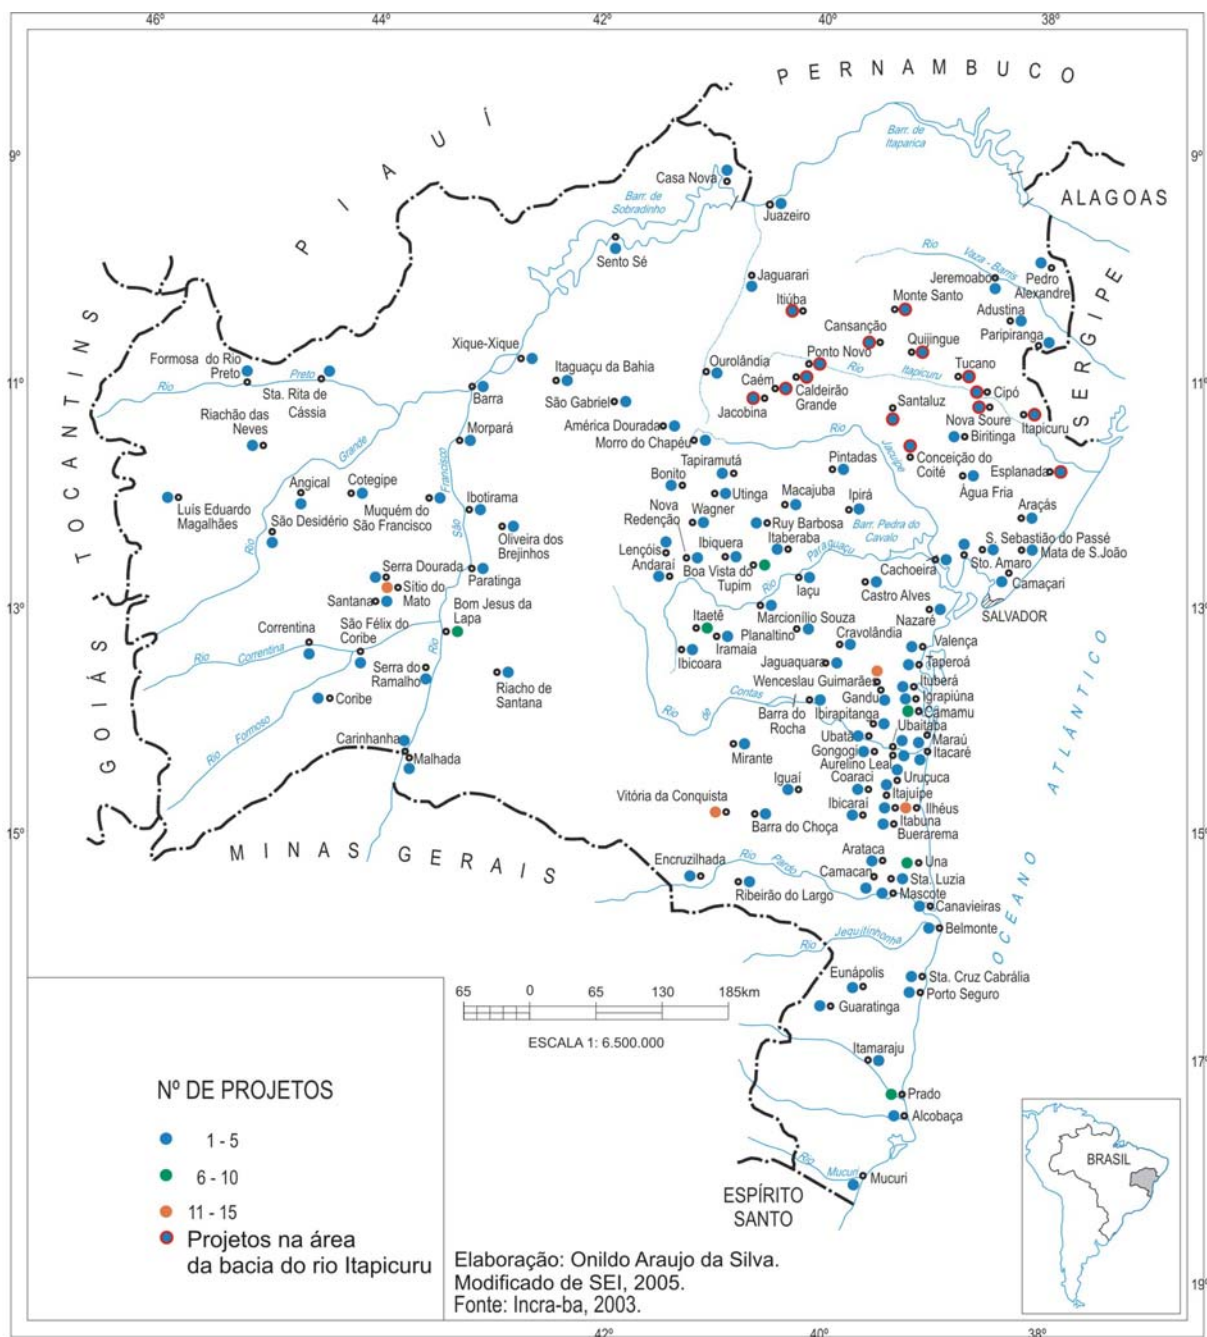 44º
42º
40º
38º
PERNAMBUCO
PIAUÍ
Barr. de
Itaparica
9º
9º
Casa Nova
Barr. de
Sobradinho
Juazeiro
ALAGOAS
Sento Sé
Rio
Vaza - Barris
Jaguarari
Jeremoabo
Pedro
Alexandre
Itiúba
Monte Santo
Adustina
Cansanção
Quijingue
Paripiranga
SERGIPE
Xique-Xique
Formosa do Rio
Preto
Itaguaçu da Bahia
Ourolândia
Ponto Novo
Tucano
11º
11º
Rio
Preto
Sta. Rita de
Cássia
Barra
São Gabriel
Caém
Caldeirão
Grande
Rio
Itapicuru
Cipó
Jacobina
Santaluz
Nova Soure
Itapicuru
Riachão das
Neves
Morpará
América Dourada
Morro do Chapéu
Rio
Jacuípe
Biritinga
Grande
Francisco
Conceição do
Coité
Esplanada
Tapiramutá
Pintadas
Água Fria
Bonito
Angical
Cotegipe
Luís Eduardo
Magalhães
Muquém do
São Francisco
Ibotirama
Utinga
Macajuba
Ipirá
Araçás
São Desidério
Nova
Redenção
Wagner
Ruy Barbosa
Barr. Pedra do
Cavalo
Oliveira dos
Brejinhos
São
Lençóis
Ibiquera
Itaberaba
S. Sebastião do Passé
Andaraí
Boa Vista do
Tupim
Paraguaçu
Cachoeira
Sto. Amaro
Mata de S.João
Rio
Serra Dourada
Paratinga
Rio
Iaçu
Castro Alves
Camaçari
Sítio do
Mato
Santana
13º
13º
Bom Jesus da
Lapa
Marcionílio Souza
Nazaré
SALVADOR
Itaetê
Planaltino
Cravolândia
Correntina
São Félix do
Coribe
Iramaia
Valença
Rio
Correntina
Rio
Ibicoara
Jaguaquara
Taperoá
Serra do
Ramalho
Riacho de
Santana
Wenceslau Guimarães
Ituberá
Coribe
Contas
Gandu
Igrapiúna
Rio
de
Barra do
Rocha
Ibirapitanga
Camamu
Rio
Formoso
Ubaitaba
Carinhanha
Ubatã
Maraú
Malhada
Mirante
Gongogi
Itacaré
Aurelino Leal
Iguaí
Coaraci
Uruçuca
Itajuípe
Vitória da Conquista
Ibicaraí
Ilhéus
Barra do Choça
Itabuna
15º
15º
Buerarema
TOCANTINS
GOIÁS
MINAS GERAIS
OCEANO ATLÂNTICO
Arataca
Encruzilhada
Rio
Pardo
Camacan
Una
Sta. Luzia
Ribeirão do Largo
Mascote
Canavieiras
Rio
Jequitinhonha
Belmonte
Eunápolis
Sta. Cruz Cabrália
Porto Seguro
Guaratinga
65
0
65
130
185km
ESCALA 1: 6.500.000
Itamaraju
17º
17º
Prado
Alcobaça
Rio
Mucuri
Mucuri
ESPÍRITO
SANTO
BRASIL
Nº DE PROJETOS
1 - 5
6 - 10
11 - 15
Projetos na área
da bacia do rio Itapicuru
Elaboração: Onildo Araujo da Silva.
Modificado de SEI, 2005.
Fonte: Incra-ba, 2003.
19º
42º
40º
38º